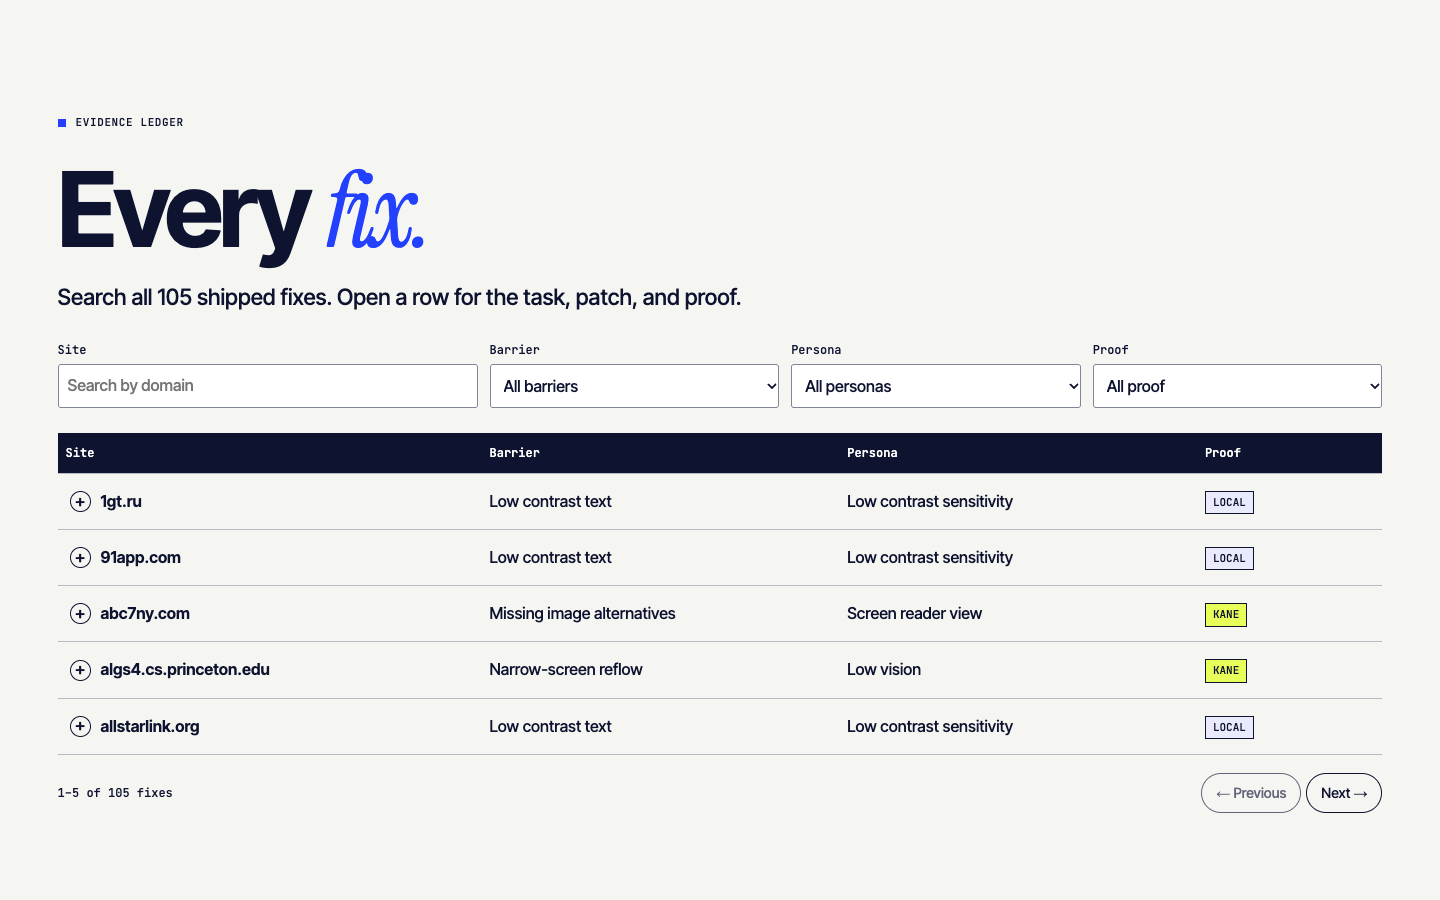 EVIDENCE LEDGER
Every fix.
Search all 105 shipped fixes. Open a row for the task, patch, and proof.
Site Barrier Persona Proof
Search by domain All barriers All personas All proof
Site Barrier Persona Proof
+ 1gt.ru Low contrast text Low contrast sensitivity LOCAL
+ 91app.com Low contrast text Low contrast sensitivity LOCAL
+ abc7ny.com Missing image alternatives Screen reader view KANE
+ algs4.cs.princeton.edu Narrow-screen reflow Low vision KANE
+ allstarlink.org Low contrast text Low contrast sensitivity LOCAL
1–5 of 105 fixes ← Previous Next →